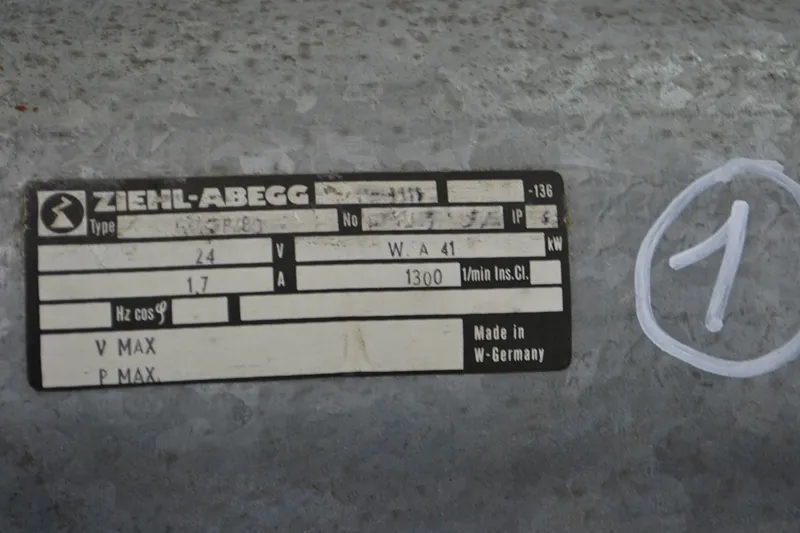 ZIEHL-ABEGG -136
Type No IP
24 V W. A 41 kW
1,7 A 1300 1/min Ins.Cl.
Hz cosφ
V MAX
P MAX.
Made in
W-Germany
1